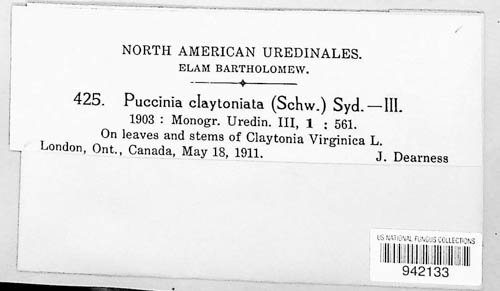 NORTH AMERICAN UREDINALES.
ELAM BARTHOLOMEW.
425. Puccinia claytoniata (Schw.) Syd.—III.
1903 : Monogr. Uredin. III, 1 : 561.
On leaves and stems of Claytonia Virginica L.
London, Ont., Canada, May 18, 1911. J. Dearness
US NATIONAL FUNGUS COLLECTIONS
942133